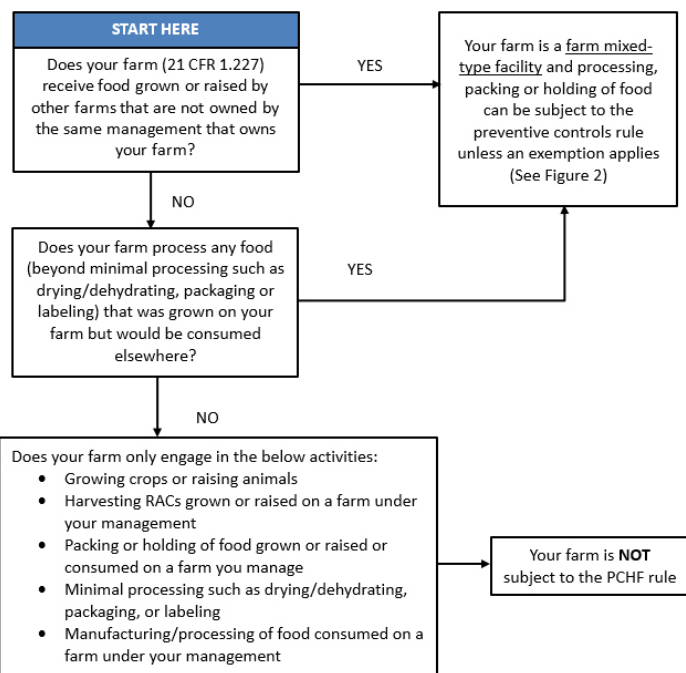 START HERE
Does your farm (21 CFR 1.227)
receive food grown or raised by
other farms that are not owned by
the same management that owns
your farm?
YES
Your farm is a farm mixed-
type facility and processing,
packing or holding of food
can be subject to the
preventive controls rule
unless an exemption applies
(See Figure 2)
NO
Does your farm process any food
(beyond minimal processing such as
drying/dehydrating, packaging or
labeling) that was grown on your
farm but would be consumed
elsewhere?
YES
NO
Does your farm only engage in the below activities:
• Growing crops or raising animals
• Harvesting RACs grown or raised on a farm under
your management
• Packing or holding of food grown or raised or
consumed on a farm you manage
• Minimal processing such as drying/dehydrating,
packaging, or labeling
• Manufacturing/processing of food consumed on a
farm under your management
Your farm is NOT
subject to the PCHF rule